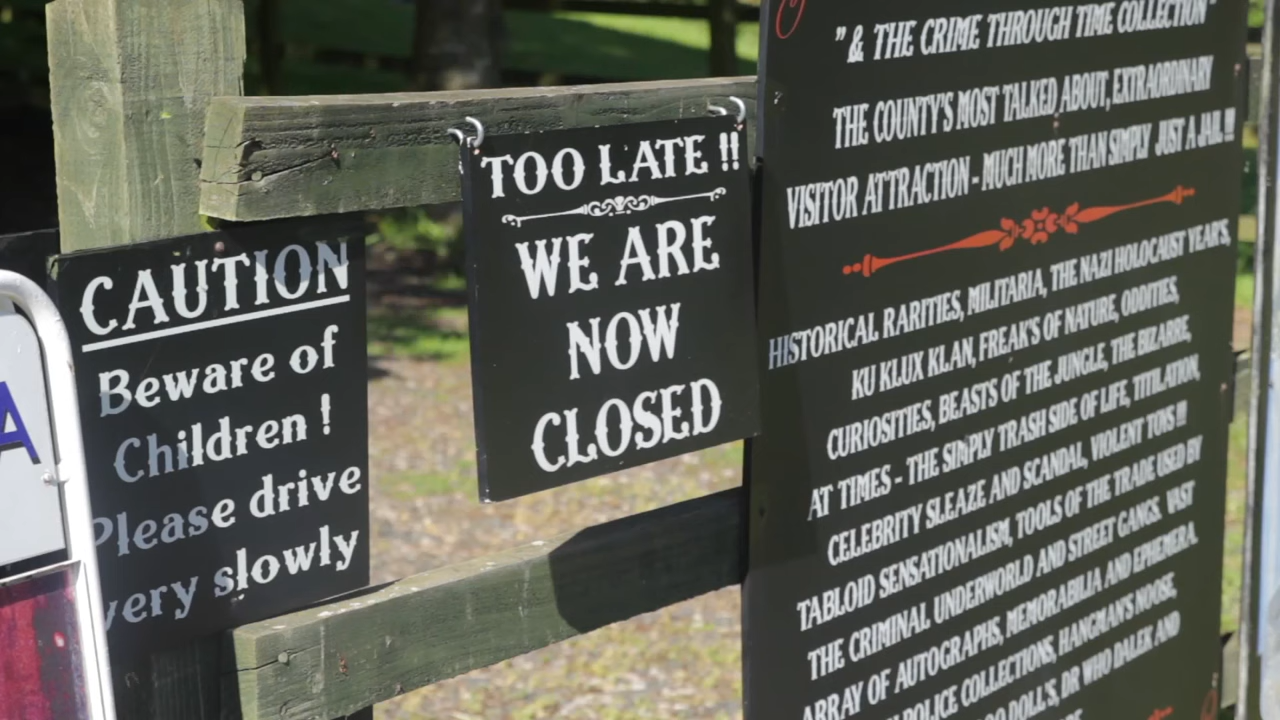 CAUTION
Beware of
Children !
Please drive
very slowly
TOO LATE !!
WE ARE
NOW
CLOSED
"& THE CRIME THROUGH TIME COLLECTION"
THE COUNTY'S MOST TALKED ABOUT, EXTRAORDINARY
VISITOR ATTRACTION - MUCH MORE THAN SIMPLY JUST A JAIL !!
HISTORICAL RARITIES, MILITARIA, THE NAZI HOLOCAUST YEARS,
KU KLUX KLAN, FREAK'S OF NATURE, ODDITIES,
CURIOSITIES, BEASTS OF THE JUNGLE, THE BIZARRE,
AT TIMES - THE SIMPLY TRASH SIDE OF LIFE, TITILATION,
CELEBRITY SLEAZE AND SCANDAL, VIOLENT TOYS !!!
TABLOID SENSATIONALISM, TOOLS OF THE TRADE USED BY
THE CRIMINAL UNDERWORLD AND STREET GANGS. VAST
ARRAY OF AUTOGRAPHS, MEMORABILIA AND EPHEMERA.
POLICE COLLECTIONS, HANGMAN'S NOOSE,
DOLL'S, DR WHO DALEK AND
A